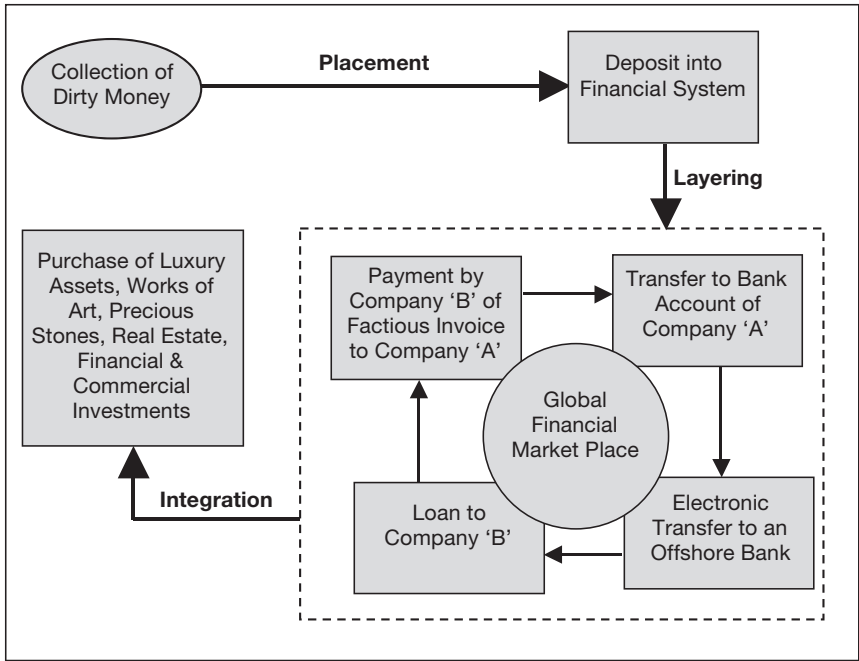 Collection of
Dirty Money
Placement
Deposit into
Financial System
Layering
Purchase of Luxury
Assets, Works of
Art, Precious
Stones, Real Estate,
Financial &
Commercial
Investments
Payment by
Company ‘B’ of
Factious Invoice
to Company ‘A’
Transfer to Bank
Account of
Company ‘A’
Global
Financial
Market Place
Integration
Loan to
Company ‘B’
Electronic
Transfer to an
Offshore Bank